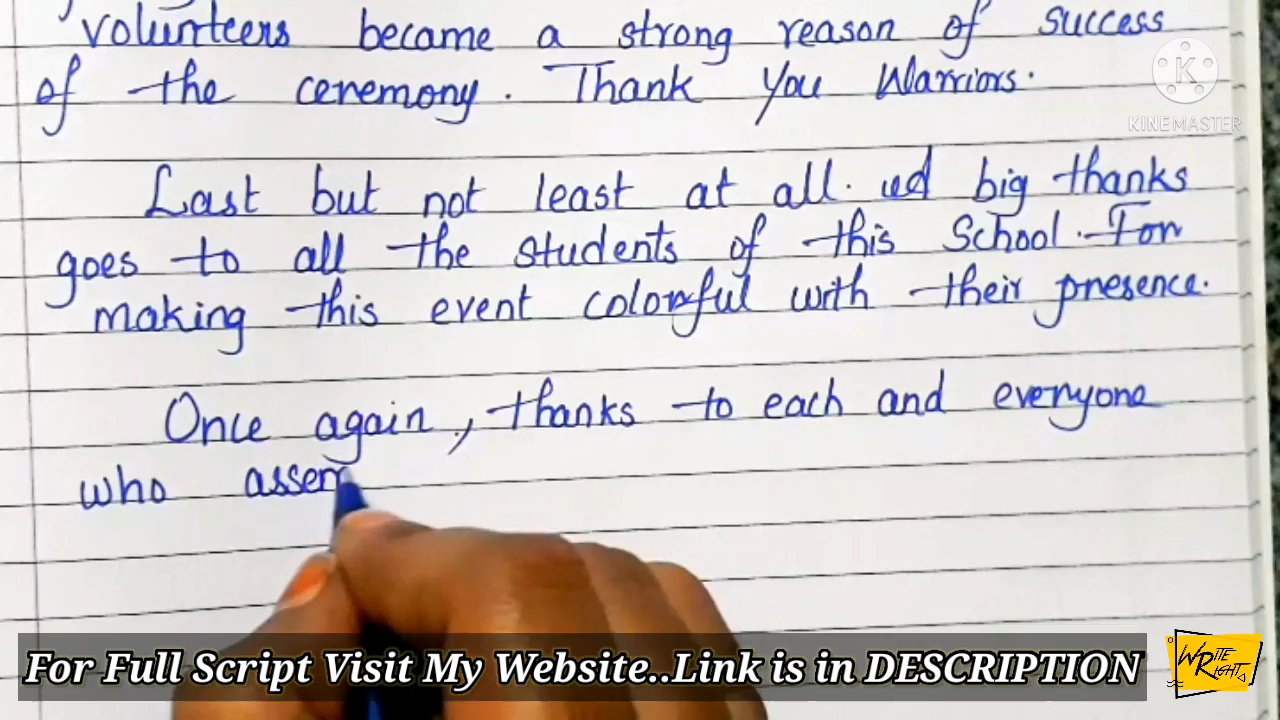 volunteers became a strong reason of success
of the ceremony. Thank you Warriors.
Last but not least at all. big thanks
goes to all the students of this School. For
making this event colorful with their presence.
Once again, thanks to each and everyone
who assem
KINEMASTER
For Full Script Visit My Website..Link is in DESCRIPTION
WRITE RIGHT